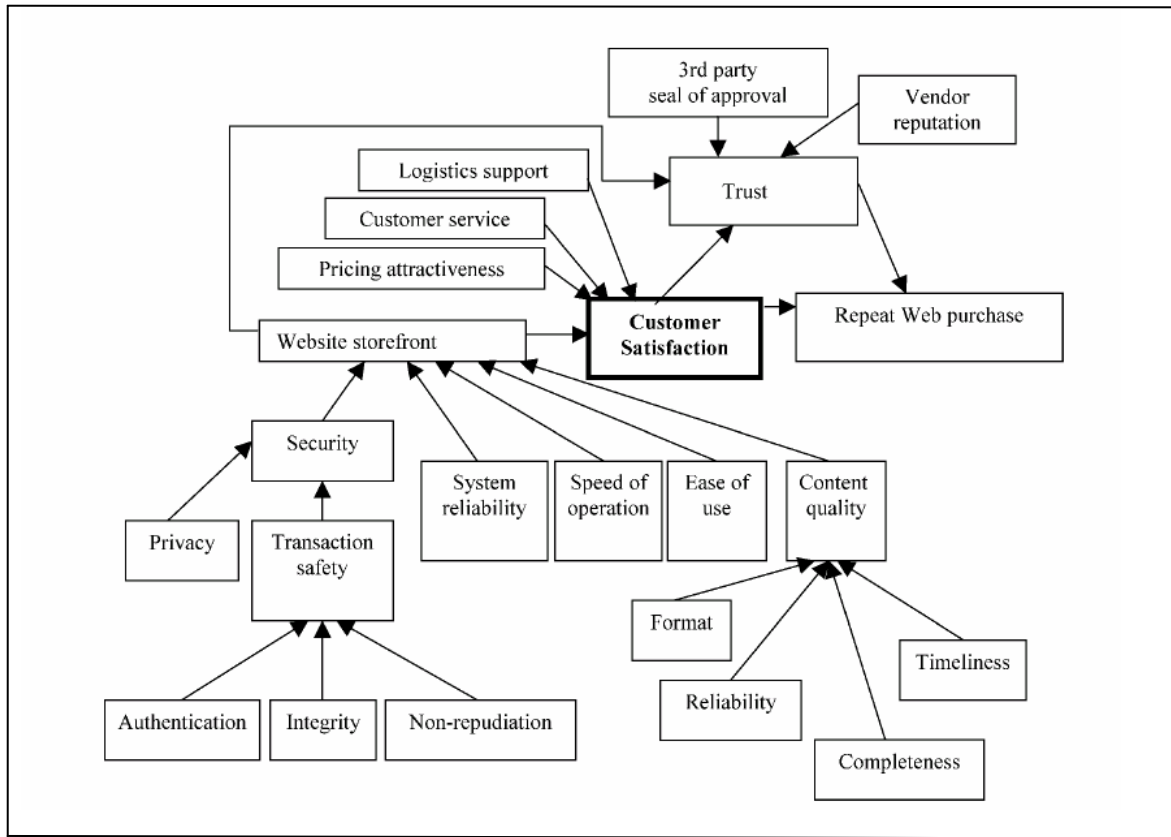 3rd party
seal of approval
Vendor
reputation
Logistics support
Trust
Customer service
Pricing attractiveness
Customer
Satisfaction
Repeat Web purchase
Website storefront
Security
System
reliability
Speed of
operation
Ease of
use
Content
quality
Privacy
Transaction
safety
Format
Timeliness
Reliability
Authentication
Integrity
Non-repudiation
Completeness